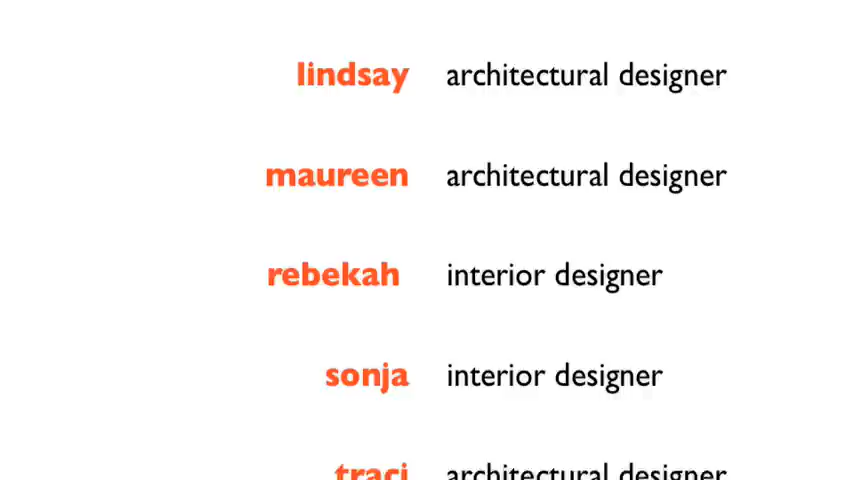 lindsay architectural designer
maureen architectural designer
rebekah interior designer
sonja interior designer
traci architectural designer